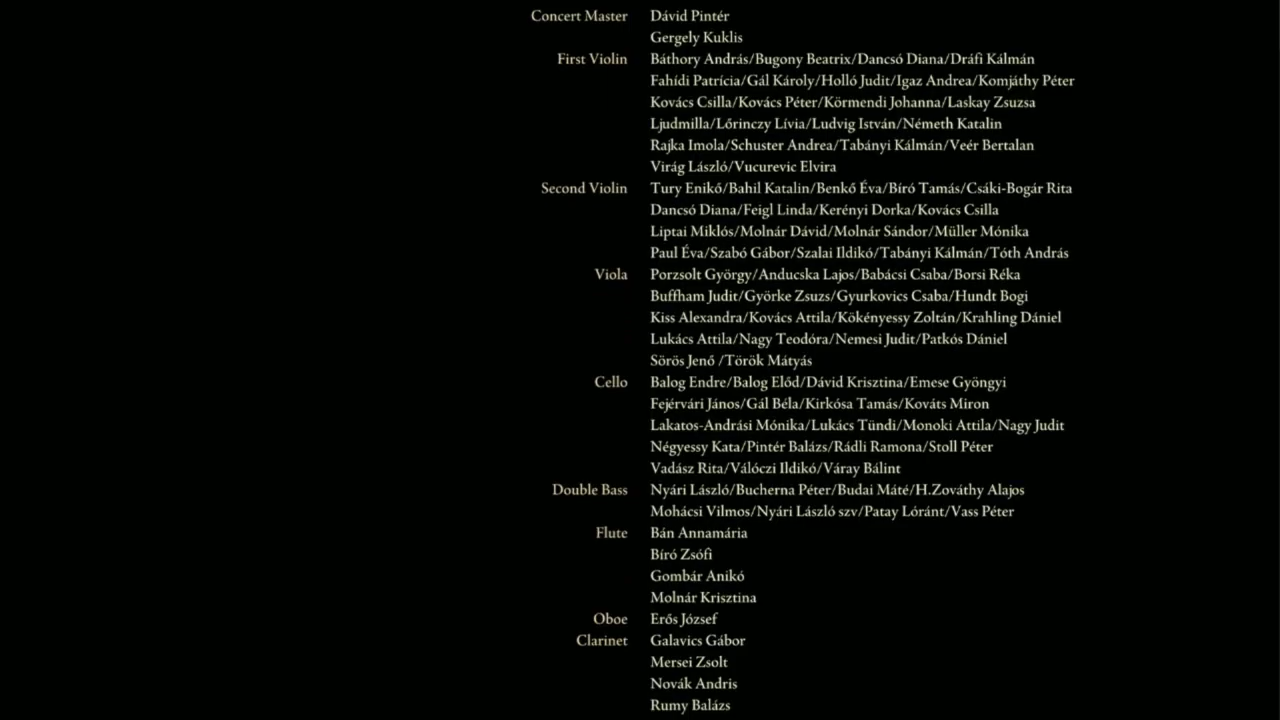 Concert Master Dávid Pintér
Gergely Kuklis
First Violin Báthory András/Bugony Beatrix/Dancsó Diana/Dráfi Kálmán
Fahídi Patrícia/Gál Károly/Holló Judit/Igaz Andrea/Komjáthy Péter
Kovács Csilla/Kovács Péter/Körmendi Johanna/Laskay Zsuzsa
Ljudmilla/Lőrinczy Lívia/Ludvig István/Németh Katalin
Rajka Imola/Schuster Andrea/Tabányi Kálmán/Veér Bertalan
Virág László/Vucurevic Elvira
Second Violin Tury Enikő/Bahil Katalin/Benkő Éva/Bíró Tamás/Csáki-Bogár Rita
Dancsó Diana/Feigl Linda/Kerényi Dorka/Kovács Csilla
Liptai Miklós/Molnár Dávid/Molnár Sándor/Müller Mónika
Paul Éva/Szabó Gábor/Szalai Ildikó/Tabányi Kálmán/Tóth András
Viola Porzsolt György/Anducska Lajos/Babácsi Csaba/Borsi Réka
Buffham Judit/Györke Zsuzs/Gyurkovics Csaba/Hundt Bogi
Kiss Alexandra/Kovács Attila/Kökényessy Zoltán/Krahling Dániel
Lukács Attila/Nagy Teodóra/Nemesi Judit/Patkós Dániel
Sörös Jenő /Török Mátyás
Cello Balog Endre/Balog Előd/Dávid Krisztina/Emese Gyöngyi
Fejérvári János/Gál Béla/Kirkósa Tamás/Kováts Miron
Lakatos-Andrási Mónika/Lukács Tündi/Monoki Attila/Nagy Judit
Négyessy Kata/Pintér Balázs/Rádli Ramona/Stoll Péter
Vadász Rita/Válóczi Ildikó/Váray Bálint
Double Bass Nyári László/Bucherna Péter/Budai Máté/H.Zováthy Alajos
Mohácsi Vilmos/Nyári László szv/Patay Lóránt/Vass Péter
Flute Bán Annamária
Bíró Zsófi
Gombár Anikó
Molnár Krisztina
Oboe Erős József
Clarinet Galavics Gábor
Mersei Zsolt
Novák Andris
Rumy Balázs